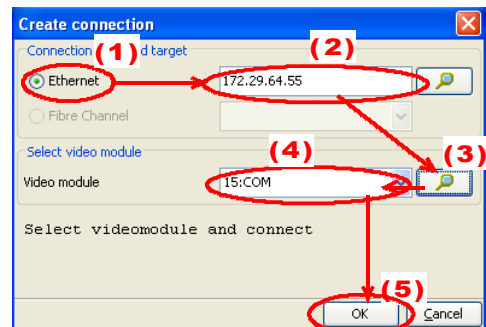 Create connection
Connection d target
(1)
(2)
Ethernet
172.29.64.55
Fibre Channel
Select video module
(4)
(3)
Video module
15:COM
Select videomodule and connect
(5)
OK
Cancel